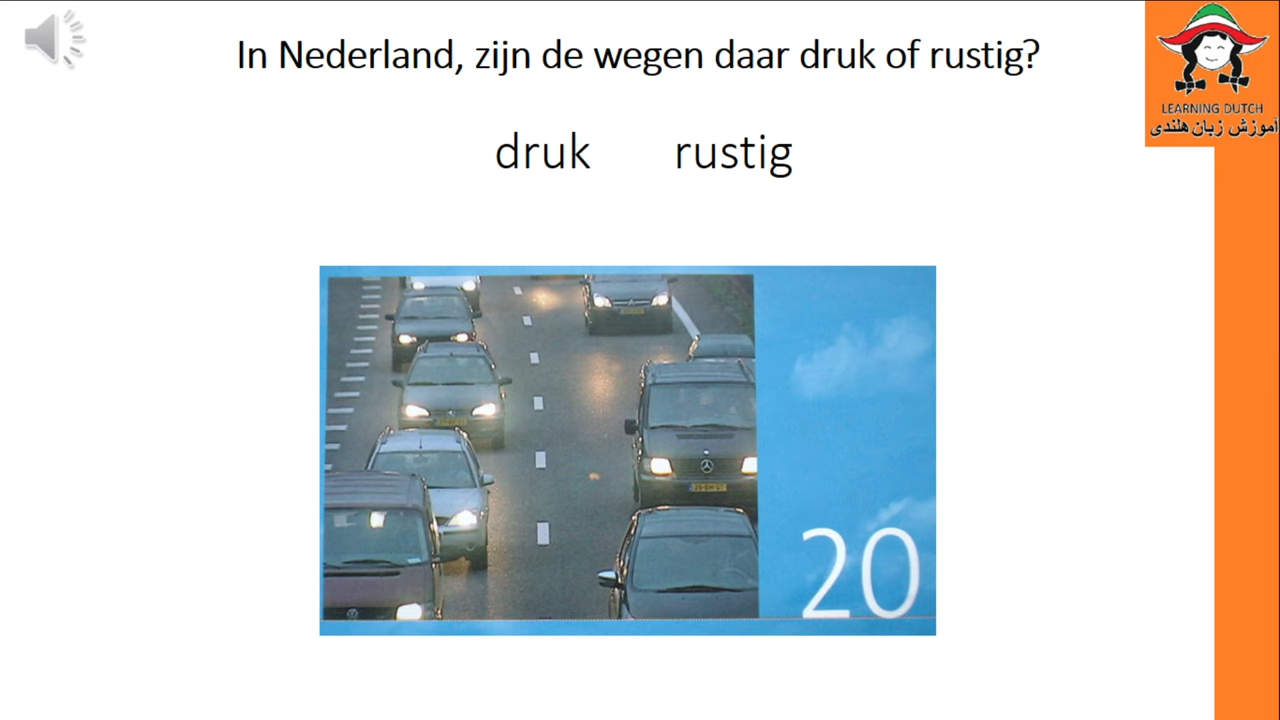 In Nederland, zijn de wegen daar druk of rustig?
LEARNING DUTCH
آموزش زبان هلندی
druk rustig
20